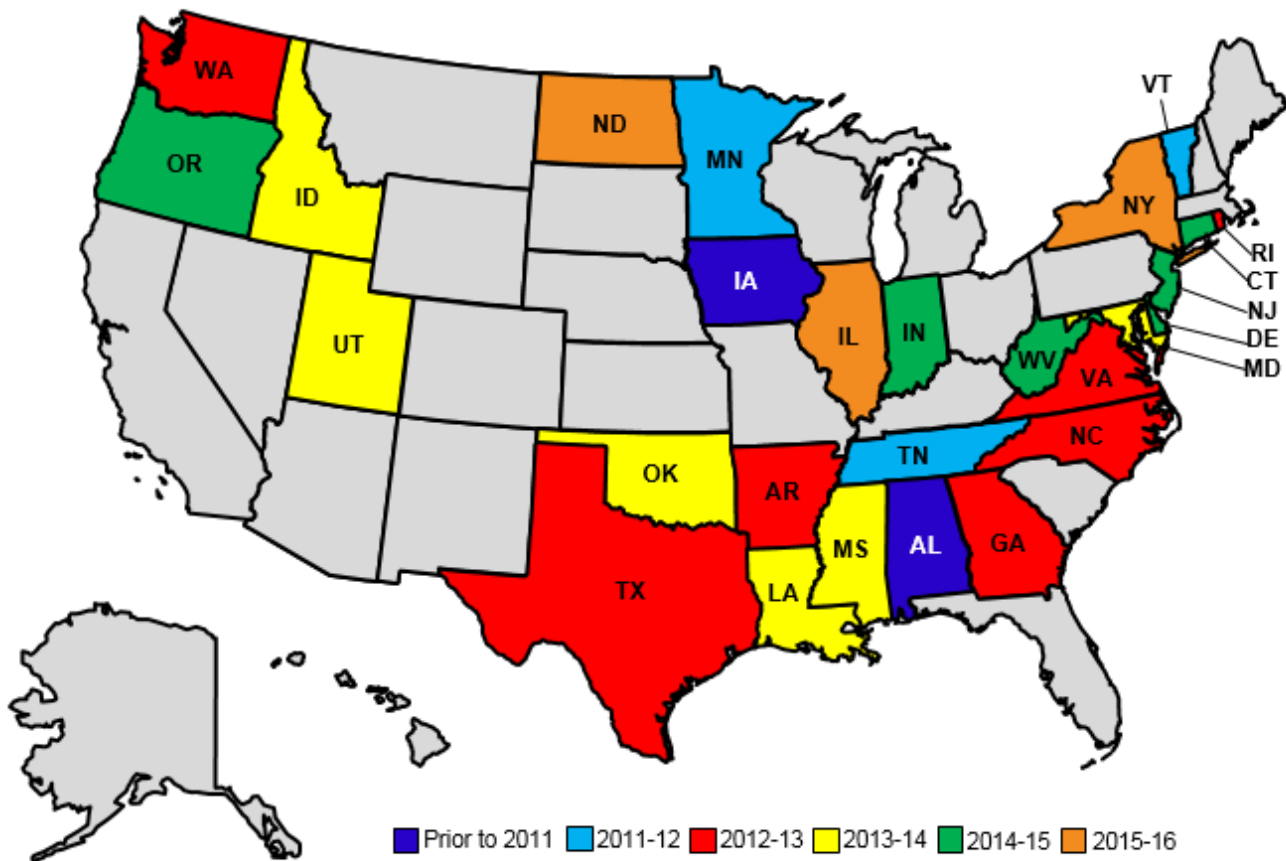 WA
ND
MN
VT
OR
ID
NY
RI
CT
IA
NJ
UT
IL
IN
DE
WV
MD
VA
NC
TN
OK
AR
MS
AL
GA
TX
LA
Prior to 2011 2011-12 2012-13 2013-14 2014-15 2015-16